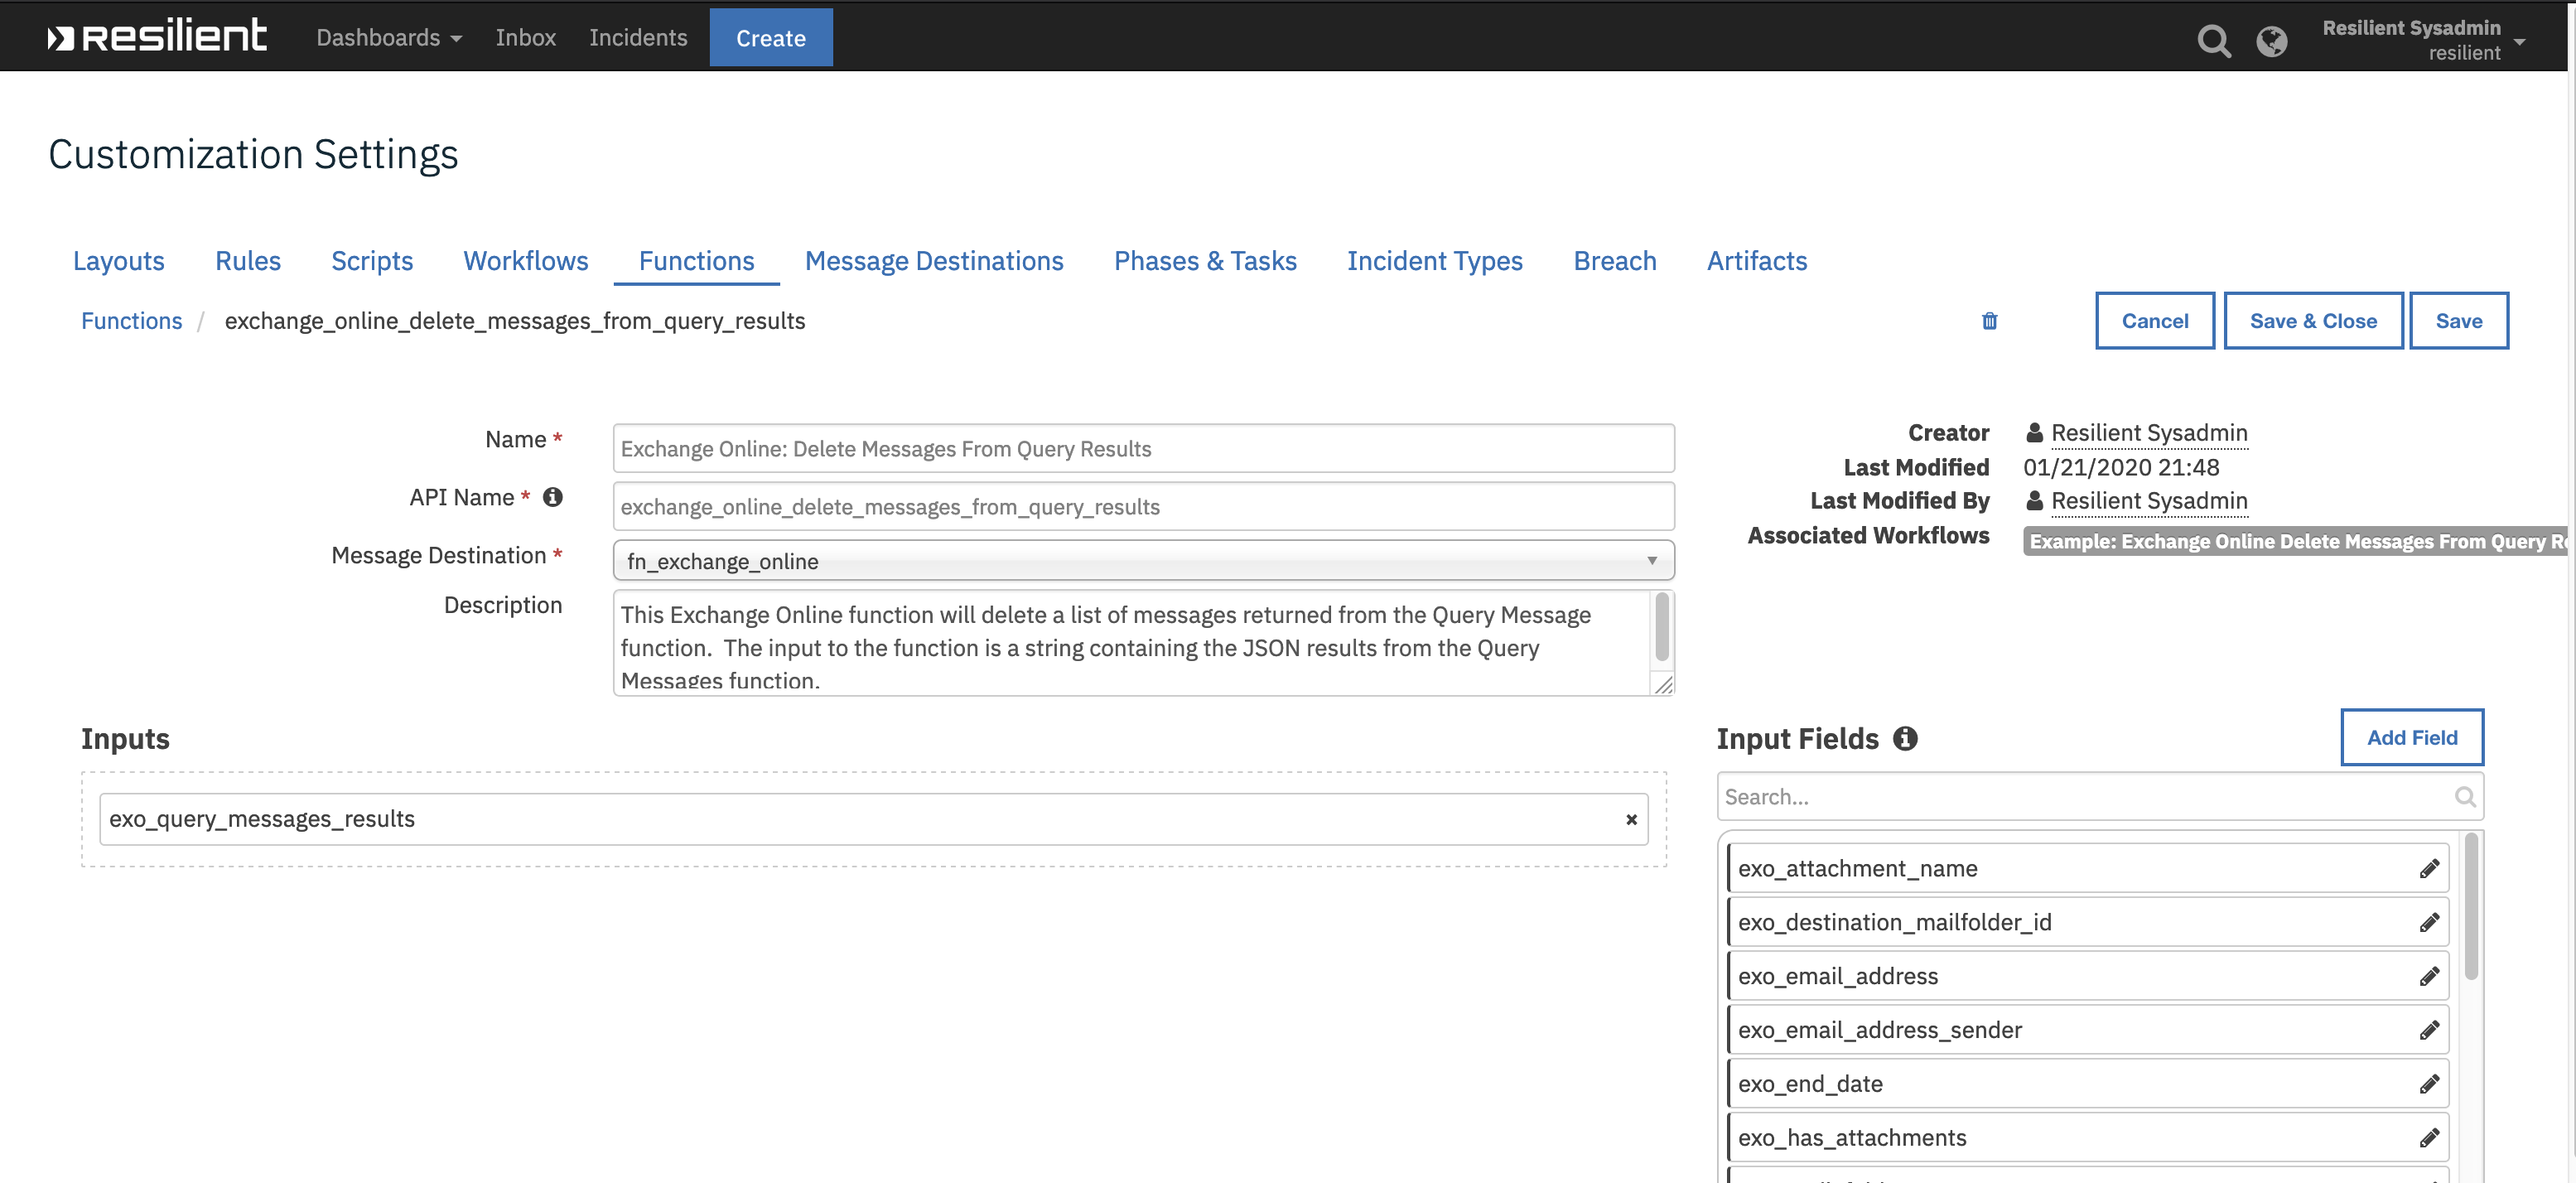 resilient
Dashboards
Inbox
Incidents
Create
Resilient Sysadmin
resilient
Customization Settings
Layouts
Rules
Scripts
Workflows
Functions
Message Destinations
Phases & Tasks
Incident Types
Breach
Artifacts
Functions / exchange_online_delete_messages_from_query_results
Cancel
Save & Close
Save
Name *
Exchange Online: Delete Messages From Query Results
API Name *
exchange_online_delete_messages_from_query_results
Message Destination *
fn_exchange_online
Description
This Exchange Online function will delete a list of messages returned from the Query Message
function. The input to the function is a string containing the JSON results from the Query
Messages function.
Creator
Resilient Sysadmin
Last Modified
01/21/2020 21:48
Last Modified By
Resilient Sysadmin
Associated Workflows
Example: Exchange Online Delete Messages From Query
Inputs
exo_query_messages_results
Input Fields
Add Field
Search...
exo_attachment_name
exo_destination_mailfolder_id
exo_email_address
exo_email_address_sender
exo_end_date
exo_has_attachments